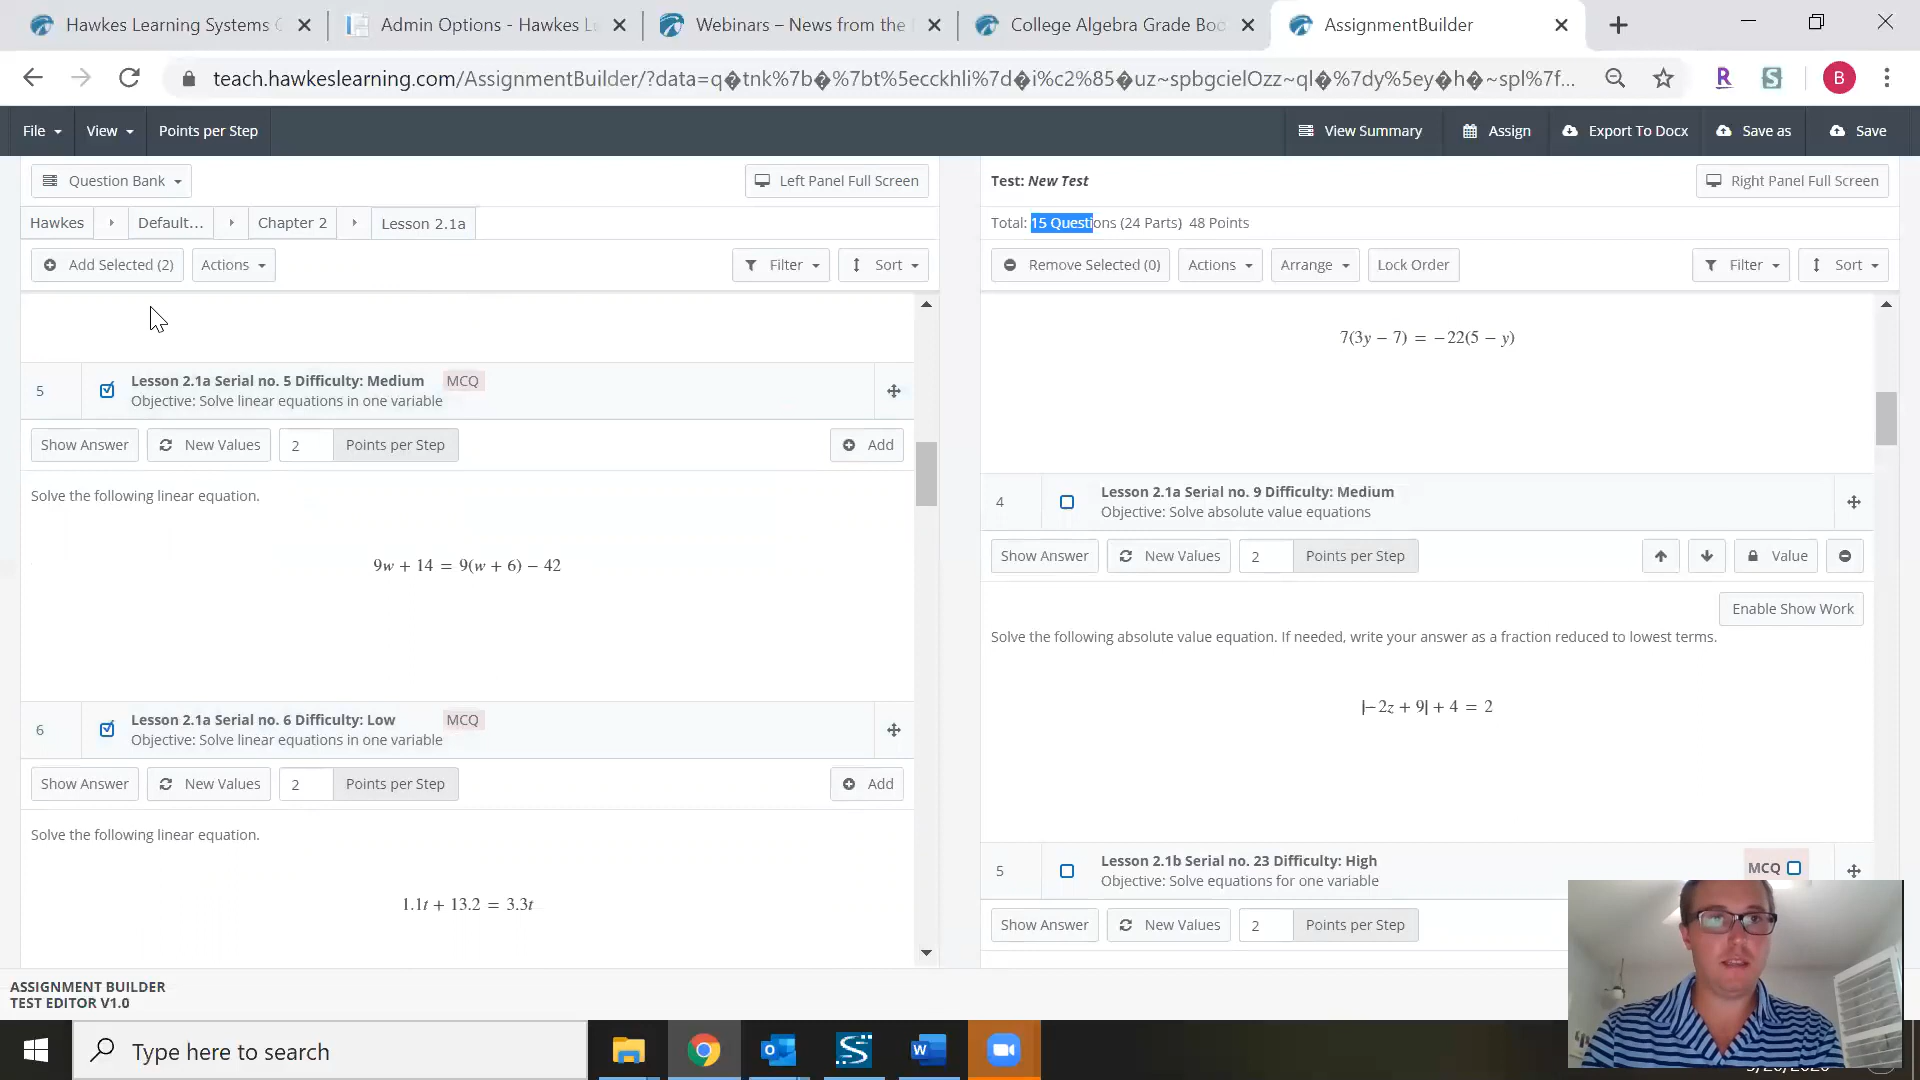 Hawkes Learning Systems
Admin Options - Hawkes L
Webinars – News from the
College Algebra Grade Boo
AssignmentBuilder
teach.hawkeslearning.com/AssignmentBuilder/?data=q�tnk%7b�%7bt%5ecckhli%7d�i%c2%85�uz~spbgcielOzz~ql�%7dy%5ey�h�~spl%7f...
R
S
B
File
View
Points per Step
View Summary
Assign
Export To Docx
Save as
Save
Question Bank
Left Panel Full Screen
Hawkes
Default...
Chapter 2
Lesson 2.1a
Add Selected (2)
Actions
Filter
Sort
5
Lesson 2.1a Serial no. 5 Difficulty: Medium
MCQ
Objective: Solve linear equations in one variable
Show Answer
New Values
2
Points per Step
Add
Solve the following linear equation.
9w + 14 = 9(w + 6) − 42
6
Lesson 2.1a Serial no. 6 Difficulty: Low
MCQ
Objective: Solve linear equations in one variable
Show Answer
New Values
2
Points per Step
Add
Solve the following linear equation.
1.1t + 13.2 = 3.3t
Test: New Test
Right Panel Full Screen
Total: 15 Questions (24 Parts) 48 Points
Remove Selected (0)
Actions
Arrange
Lock Order
Filter
Sort
7(3y − 7) = −22(5 − y)
4
Lesson 2.1a Serial no. 9 Difficulty: Medium
Objective: Solve absolute value equations
Show Answer
New Values
2
Points per Step
Value
Enable Show Work
Solve the following absolute value equation. If needed, write your answer as a fraction reduced to lowest terms.
|−2z + 9| + 4 = 2
5
Lesson 2.1b Serial no. 23 Difficulty: High
MCQ
Objective: Solve equations for one variable
Show Answer
New Values
2
Points per Step
ASSIGNMENT BUILDER
TEST EDITOR V1.0
Type here to search